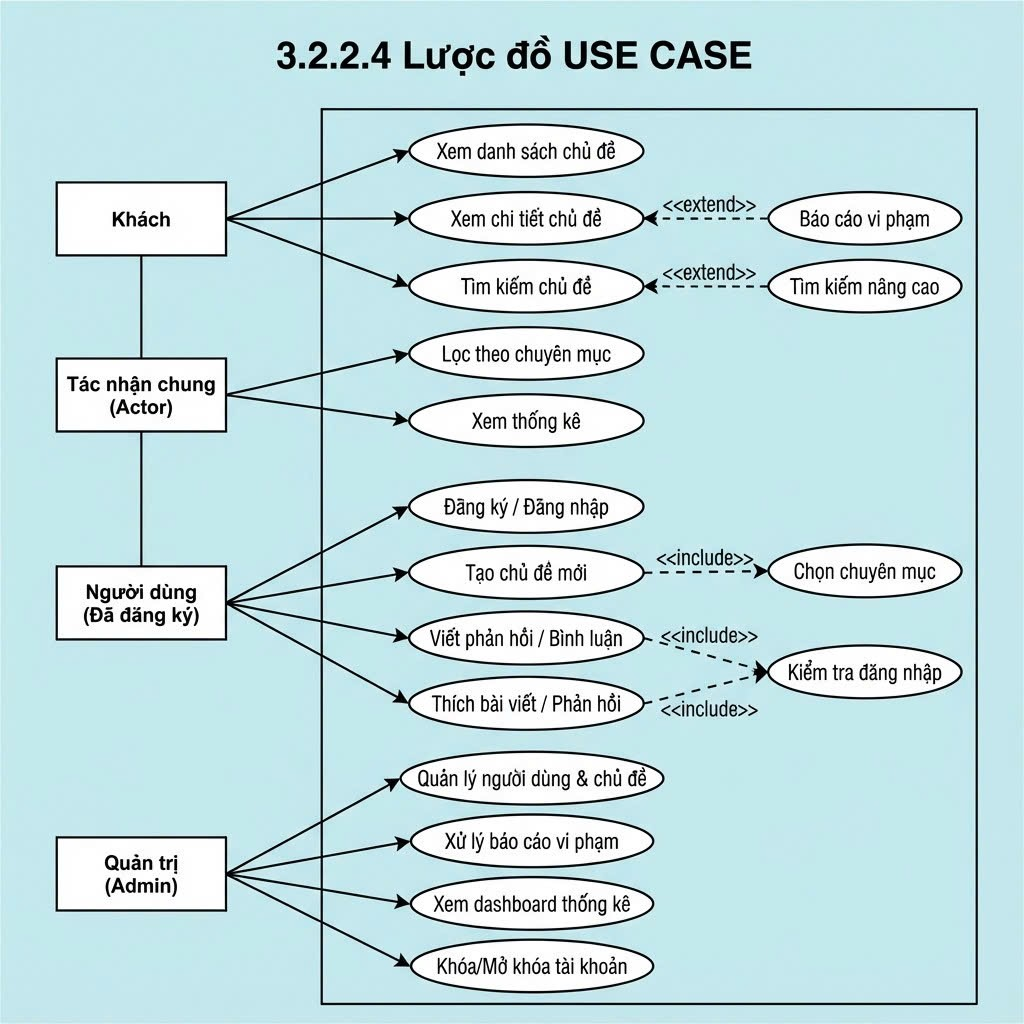 3.2.2.4 Lược đồ USE CASE
Khách
Xem danh sách chủ đề
Xem chi tiết chủ đề
<<extend>>
Báo cáo vi phạm
Tìm kiếm chủ đề
<<extend>>
Tìm kiếm nâng cao
Tác nhận chung
(Actor)
Lọc theo chuyên mục
Xem thống kê
Người dùng
(Đã đăng ký)
Đăng ký / Đăng nhập
Tạo chủ đề mới
<<include>>
Chọn chuyên mục
Viết phản hồi / Bình luận
<<include>>
Kiểm tra đăng nhập
Thích bài viết / Phản hồi
<<include>>
Quản trị
(Admin)
Quản lý người dùng & chủ đề
Xử lý báo cáo vi phạm
Xem dashboard thống kê
Khóa/Mở khóa tài khoản